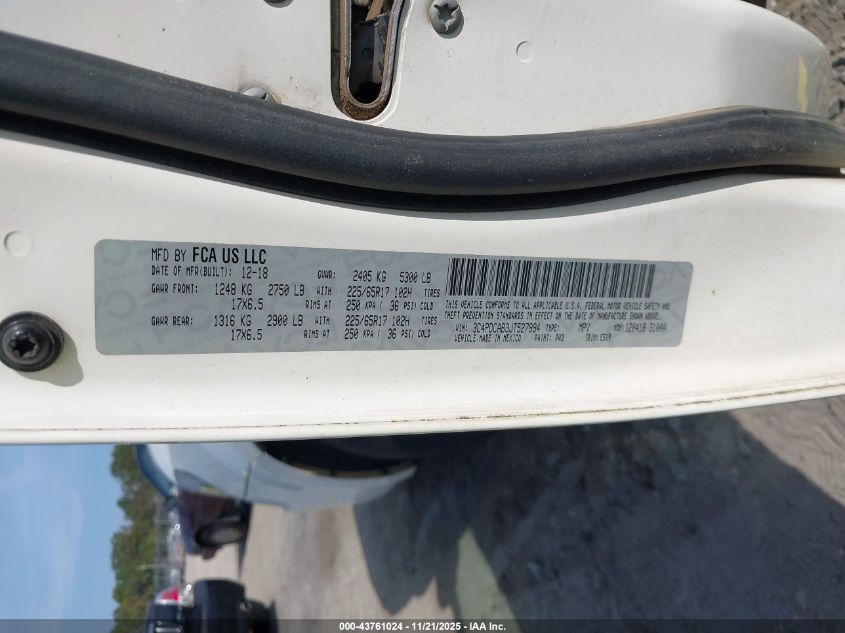 MFD BY FCA US LLC
DATE OF MFR(BUILT): 12-18 GVWR: 2405 KG 5300 LB
GAWR FRONT: 1248 KG 2750 LB WITH 225/65R17 102H TIRES
17X6.5 RIMS AT 250 KPA ( 36 PSI) COLD
GAWR REAR: 1316 KG 2900 LB WITH 225/65R17 102H TIRES
17X6.5 RIMS AT 250 KPA ( 36 PSI) COLD
THIS VEHICLE CONFORMS TO ALL APPLICABLE U.S.A. FEDERAL MOTOR VEHICLE SAFETY AND
THEFT PREVENTION STANDARDS IN EFFECT ON THE DATE OF MANUFACTURE SHOWN ABOVE.
VIN: TYPE: MPV MDH: 120418
VEHICLE MADE IN MEXICO PAINT: PW3 TRIM:
000-43761024 - 11/21/2025 - IAA Inc.